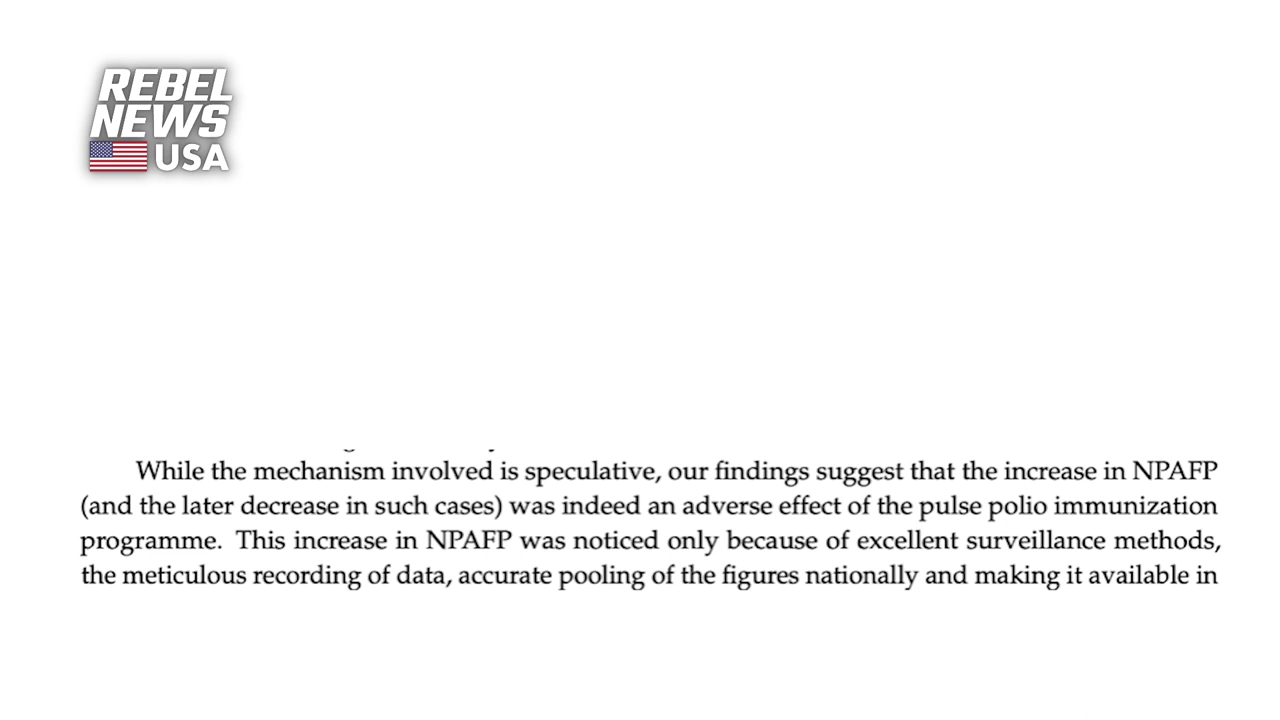 REBEL
NEWS
USA
While the mechanism involved is speculative, our findings suggest that the increase in NPAFP
(and the later decrease in such cases) was indeed an adverse effect of the pulse polio immunization
programme. This increase in NPAFP was noticed only because of excellent surveillance methods,
the meticulous recording of data, accurate pooling of the figures nationally and making it available in